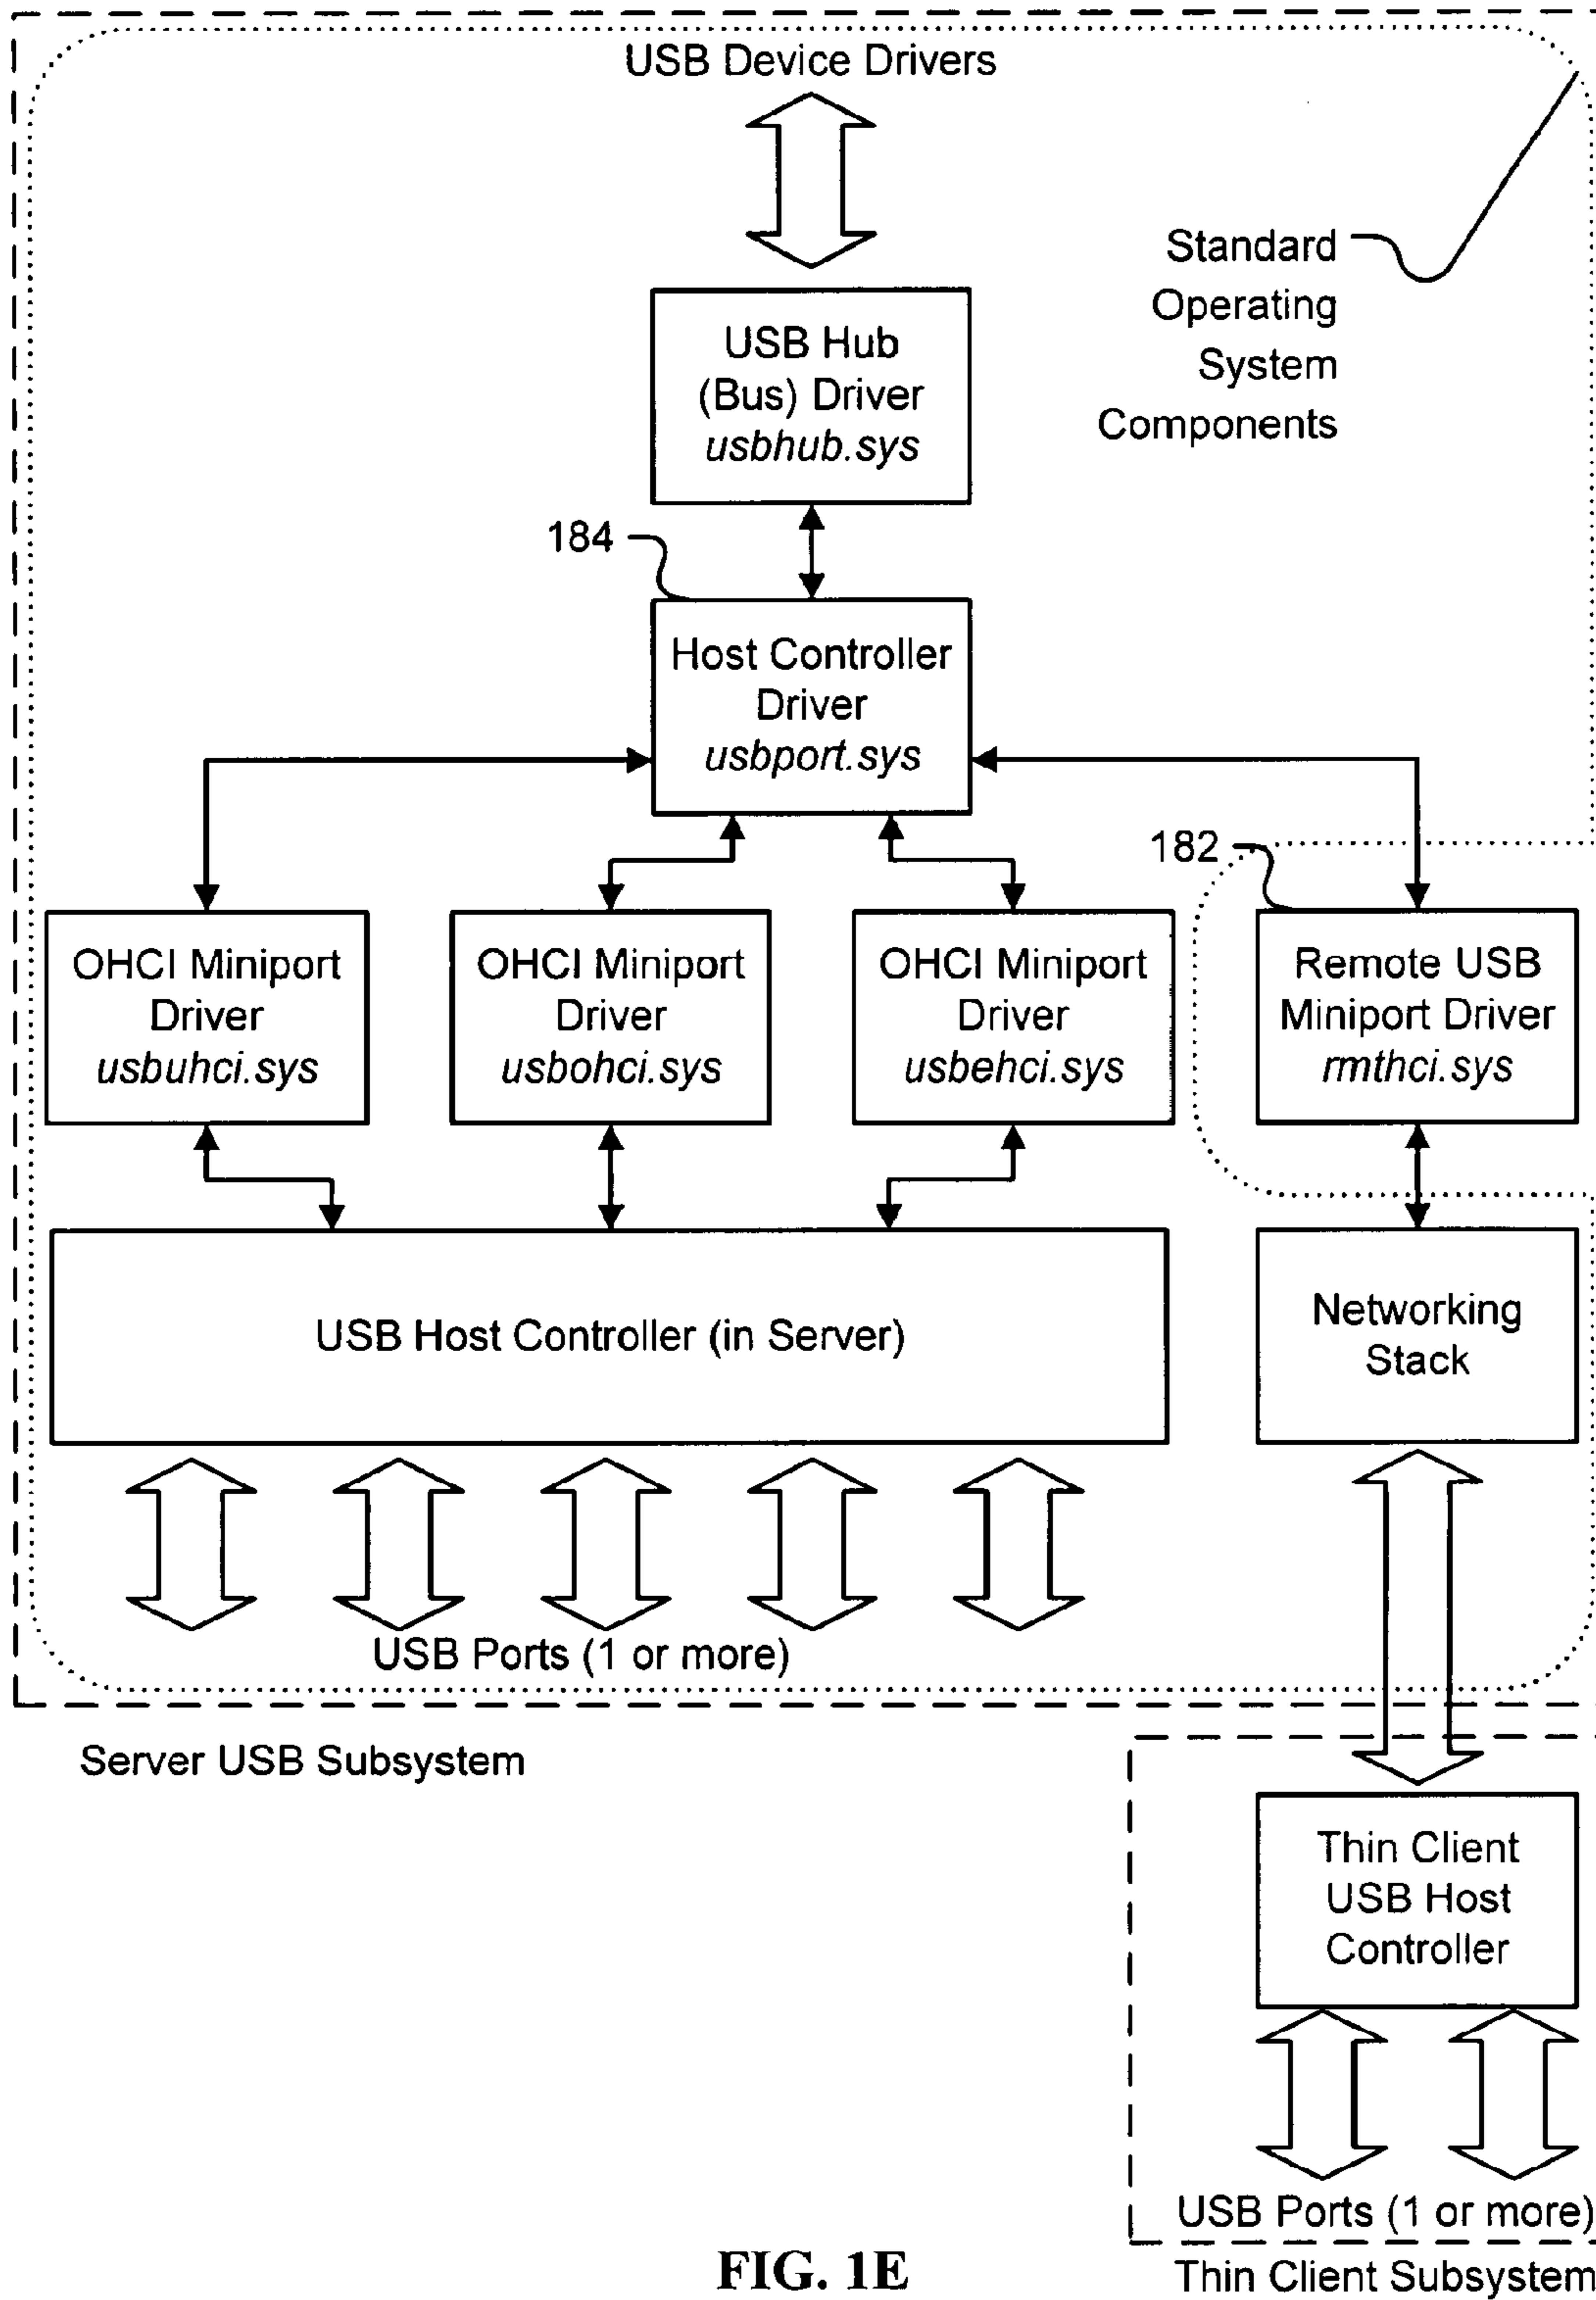 USB Device Drivers
Standard
Operating
System
Components
USB Hub
(Bus) Driver
usbhub.sys
184
Host Controller
Driver
usbport.sys
182
OHCI Miniport
Driver
usbuhci.sys
OHCI Miniport
Driver
usbohci.sys
OHCI Miniport
Driver
usbehci.sys
Remote USB
Miniport Driver
rmthci.sys
USB Host Controller (in Server)
Networking
Stack
USB Ports (1 or more)
Server USB Subsystem
Thin Client
USB Host
Controller
USB Ports (1 or more)
Thin Client Subsystem
FIG. 1E